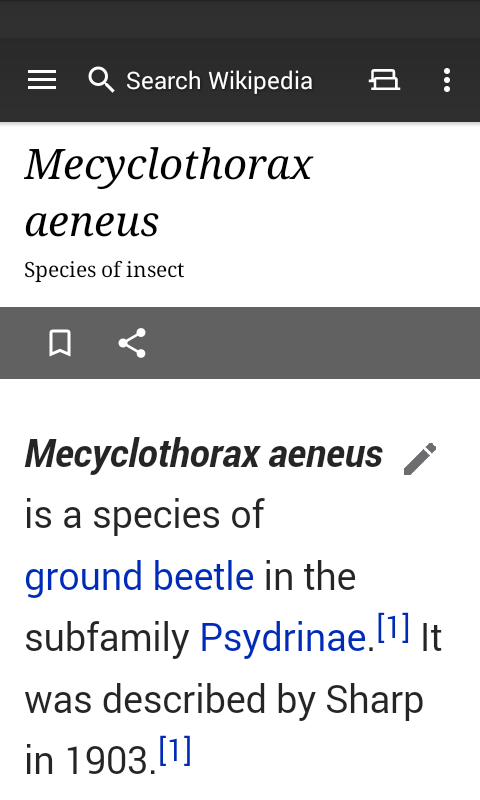 Search Wikipedia
Mecyclothorax
aeneus
Species of insect
Mecyclothorax aeneus
is a species of
ground beetle in the
subfamily Psydrinae.[1] It
was described by Sharp
in 1903.[1]